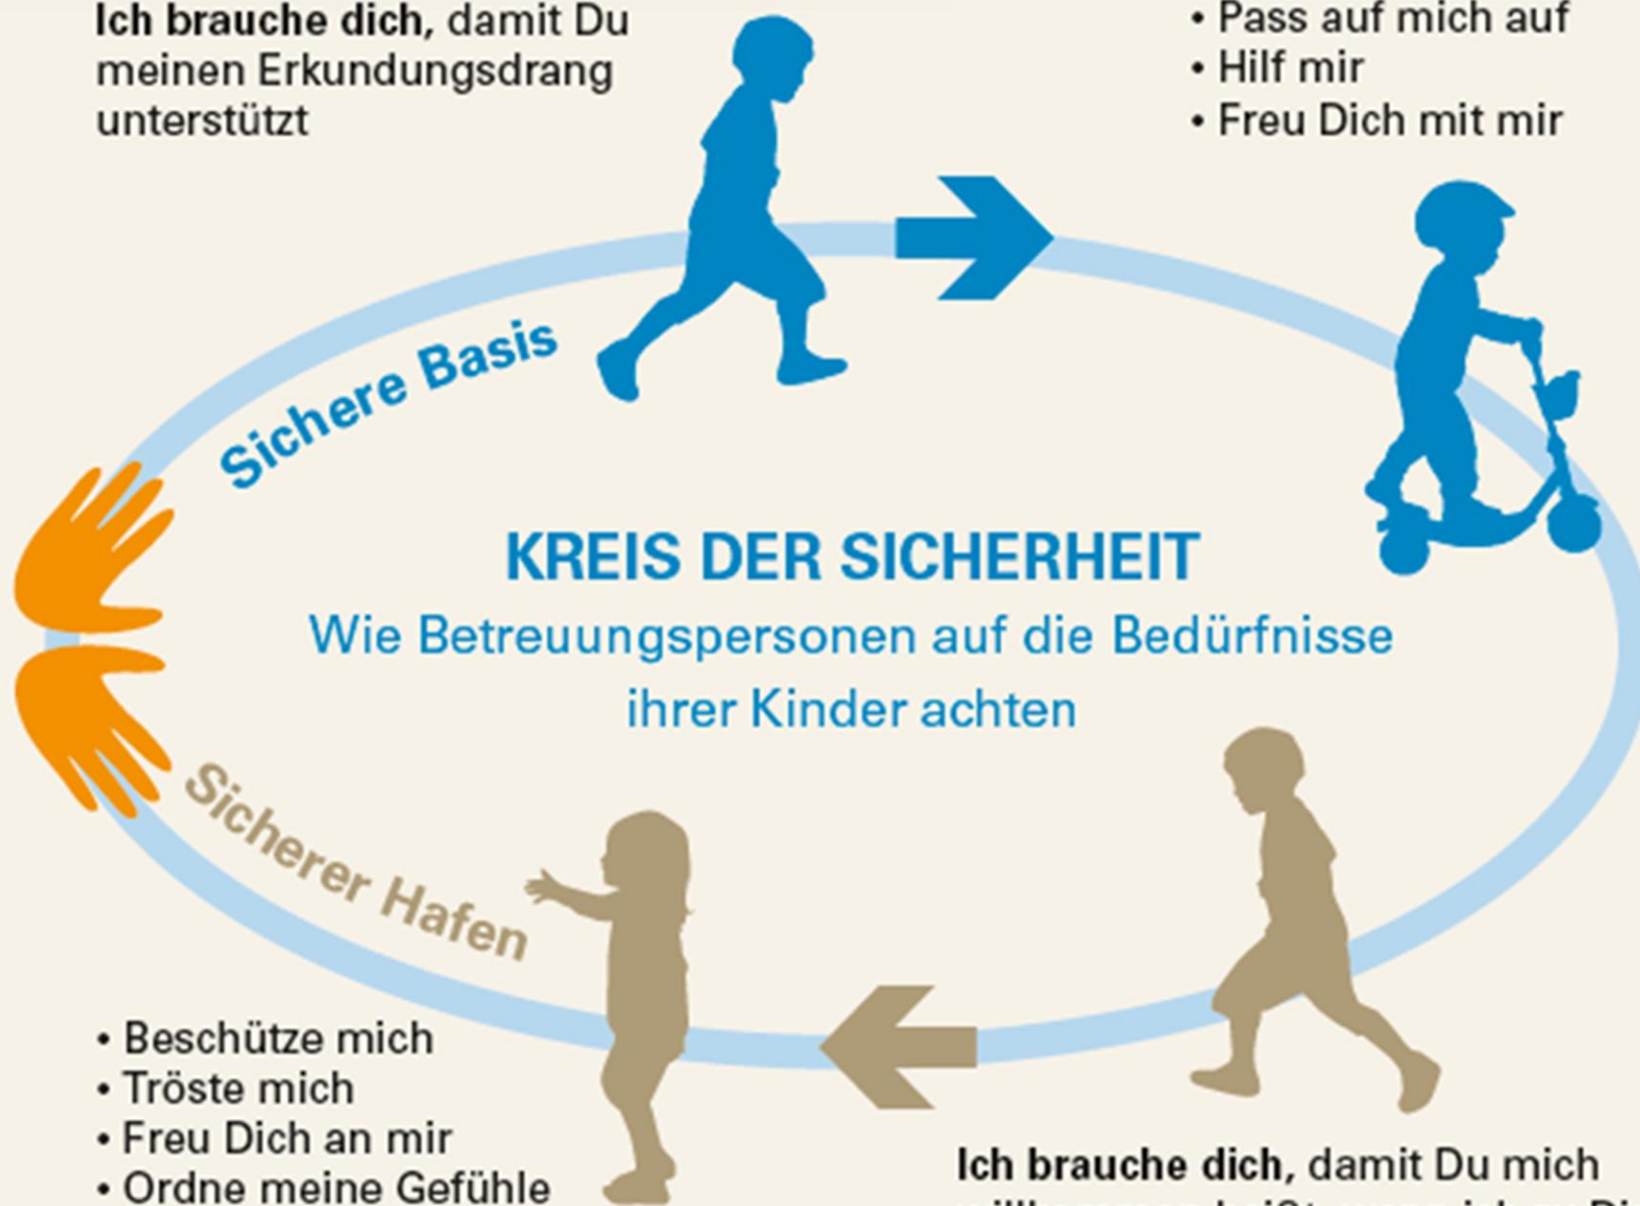 Ich brauche dich, damit Du
meinen Erkundungsdrang
unterstützt
• Pass auf mich auf
• Hilf mir
• Freu Dich mit mir
Sichere Basis
KREIS DER SICHERHEIT
Wie Betreuungspersonen auf die Bedürfnisse
ihrer Kinder achten
Sicherer Hafen
• Beschütze mich
• Tröste mich
• Freu Dich an mir
• Ordne meine Gefühle
Ich brauche dich, damit Du mich